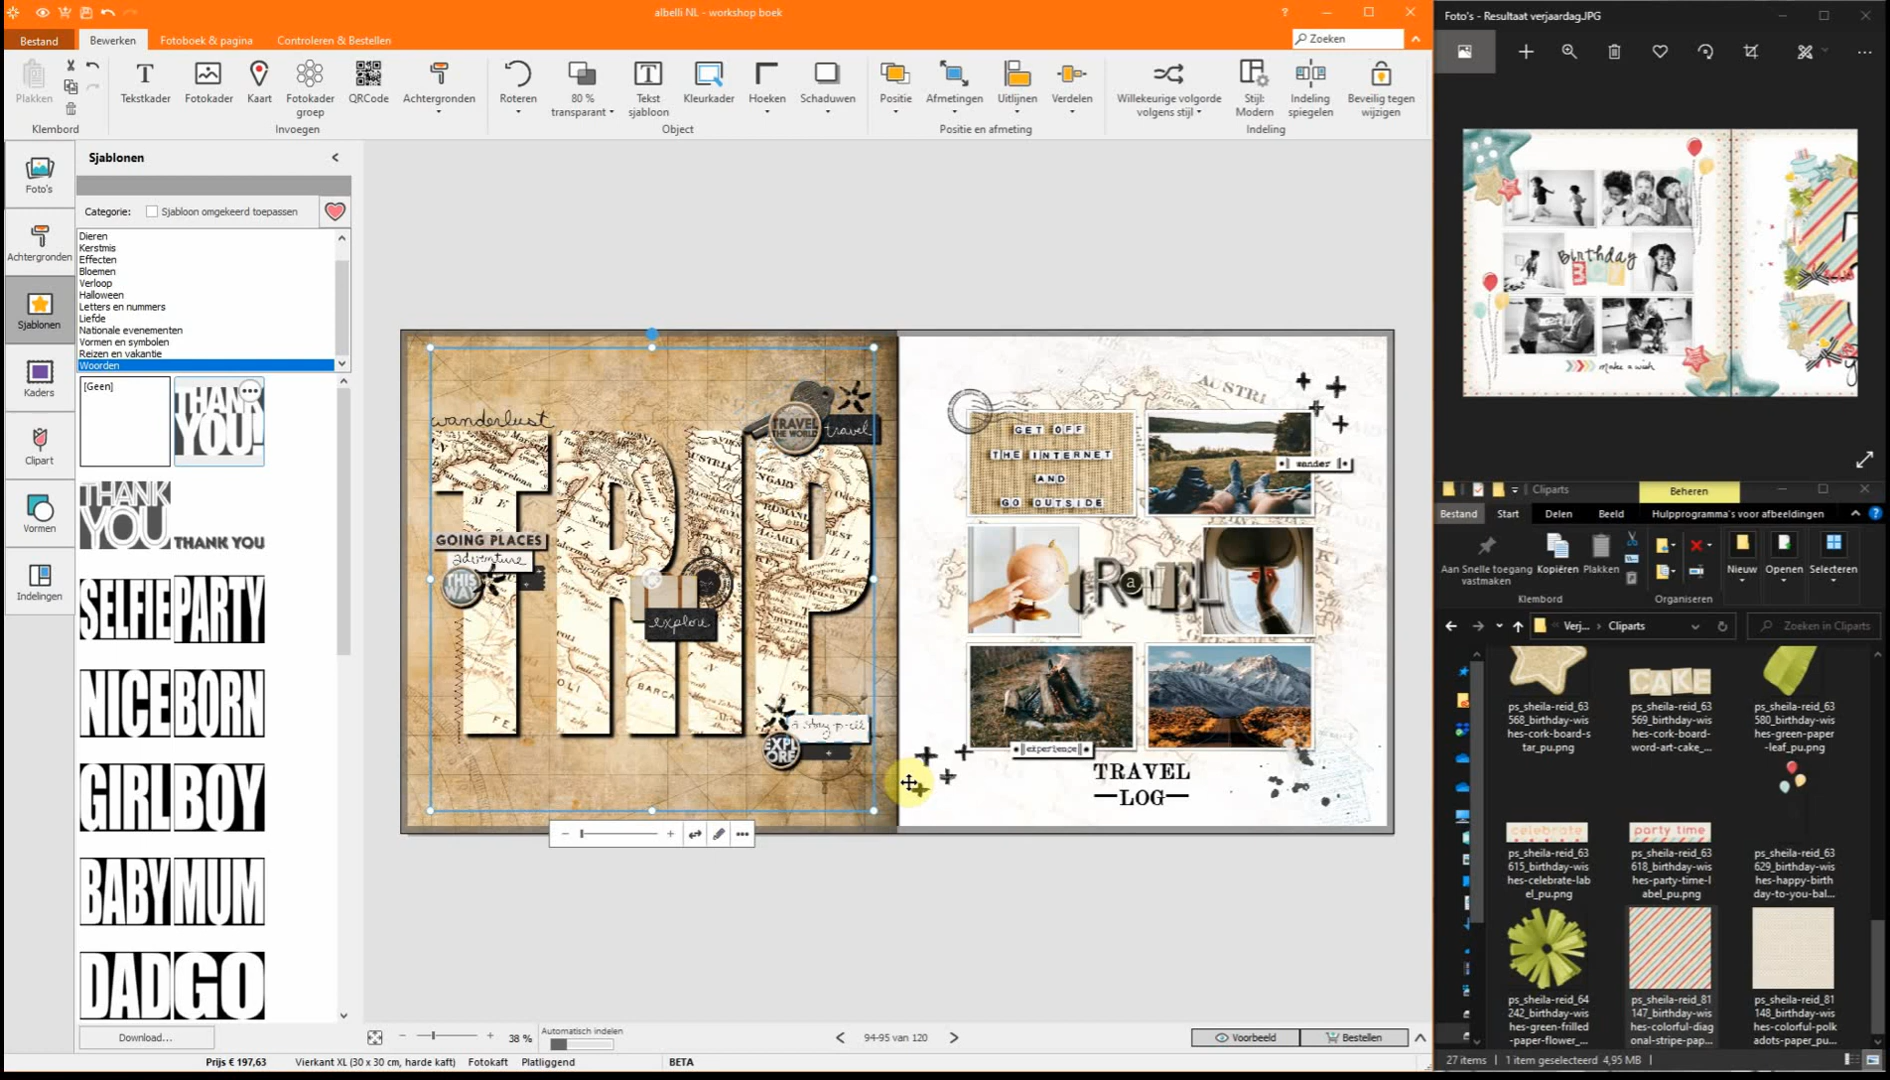 albelli NL - workshop boek
Bestand
Bewerken
Fotoboek & pagina
Controleren & Bestellen
Zoeken
Plakken
Klembord
Tekstkader
Fotokader
Kaart
Fotokader groep
QRCode
Achtergronden
Invoegen
Roteren
80 % transparant
Tekst sjabloon
Kleurkader
Hoeken
Schaduwen
Object
Positie
Afmetingen
Uitlijnen
Verdelen
Positie en afmeting
Willekeurige volgorde volgens stijl
Stijl: Modern
Indeling spiegelen
Beveilig tegen wijzigen
Indeling
Foto's
Achtergronden
Sjablonen
Kaders
Clipart
Vormen
Indelingen
Sjablonen
Categorie:
Sjabloon omgekeerd toepassen
Dieren
Kerstmis
Effecten
Bloemen
Verloop
Halloween
Letters en nummers
Liefde
Nationale evenementen
Vormen en symbolen
Reizen en vakantie
Woorden
[Geen]
THANK YOU!
THANK YOU
THANK YOU
SELFIE
PARTY
NICE
BORN
GIRL
BOY
BABY
MUM
DAD
GO
Download...
wanderlust
TRAVEL THE WORLD
travel
TRIP
GOING PLACES
adventure
THIS WAY
explore
EXPLORE
AUSTRI
GET OFF
THE INTERNET
AND
GO OUTSIDE
wander
experience
TRAVEL
LOG
38 %
Automatisch indelen
94-95 van 120
Voorbeeld
Bestellen
Prijs € 197,63
Vierkant XL (30 x 30 cm, harde kaft)
Fotokaft
Platliggend
BETA
Foto's - Resultaat verjaardag.JPG
Birthday
BOY
make a wish
Cliparts
Beheren
Bestand
Start
Delen
Beeld
Hulpprogramma's voor afbeeldingen
Aan Snelle toegang vastmaken
Kopiëren
Plakken
Klembord
Organiseren
Nieuw
Openen
Selecteren
Verj...
Cliparts
Zoeken in Cliparts
CAKE
568_birthday-wishes-cork-board-star_pu.png
569_birthday-wishes-cork-board-word-art-cake_...
580_birthday-wishes-green-paper-leaf_pu.png
celebrate
party time
ps_sheila-reid_63615_birthday-wishes-celebrate-label_pu.png
ps_sheila-reid_63618_birthday-wishes-party-time-label_pu.png
ps_sheila-reid_63629_birthday-wishes-happy-birthday-to-you-bal...
ps_sheila-reid_64242_birthday-wishes-green-frilled-paper-flower_...
ps_sheila-reid_81147_birthday-wishes-colorful-diagonal-stripe-pap...
ps_sheila-reid_81148_birthday-wishes-colorful-polkadots-paper_pu...
27 items
1 item geselecteerd 4,95 MB